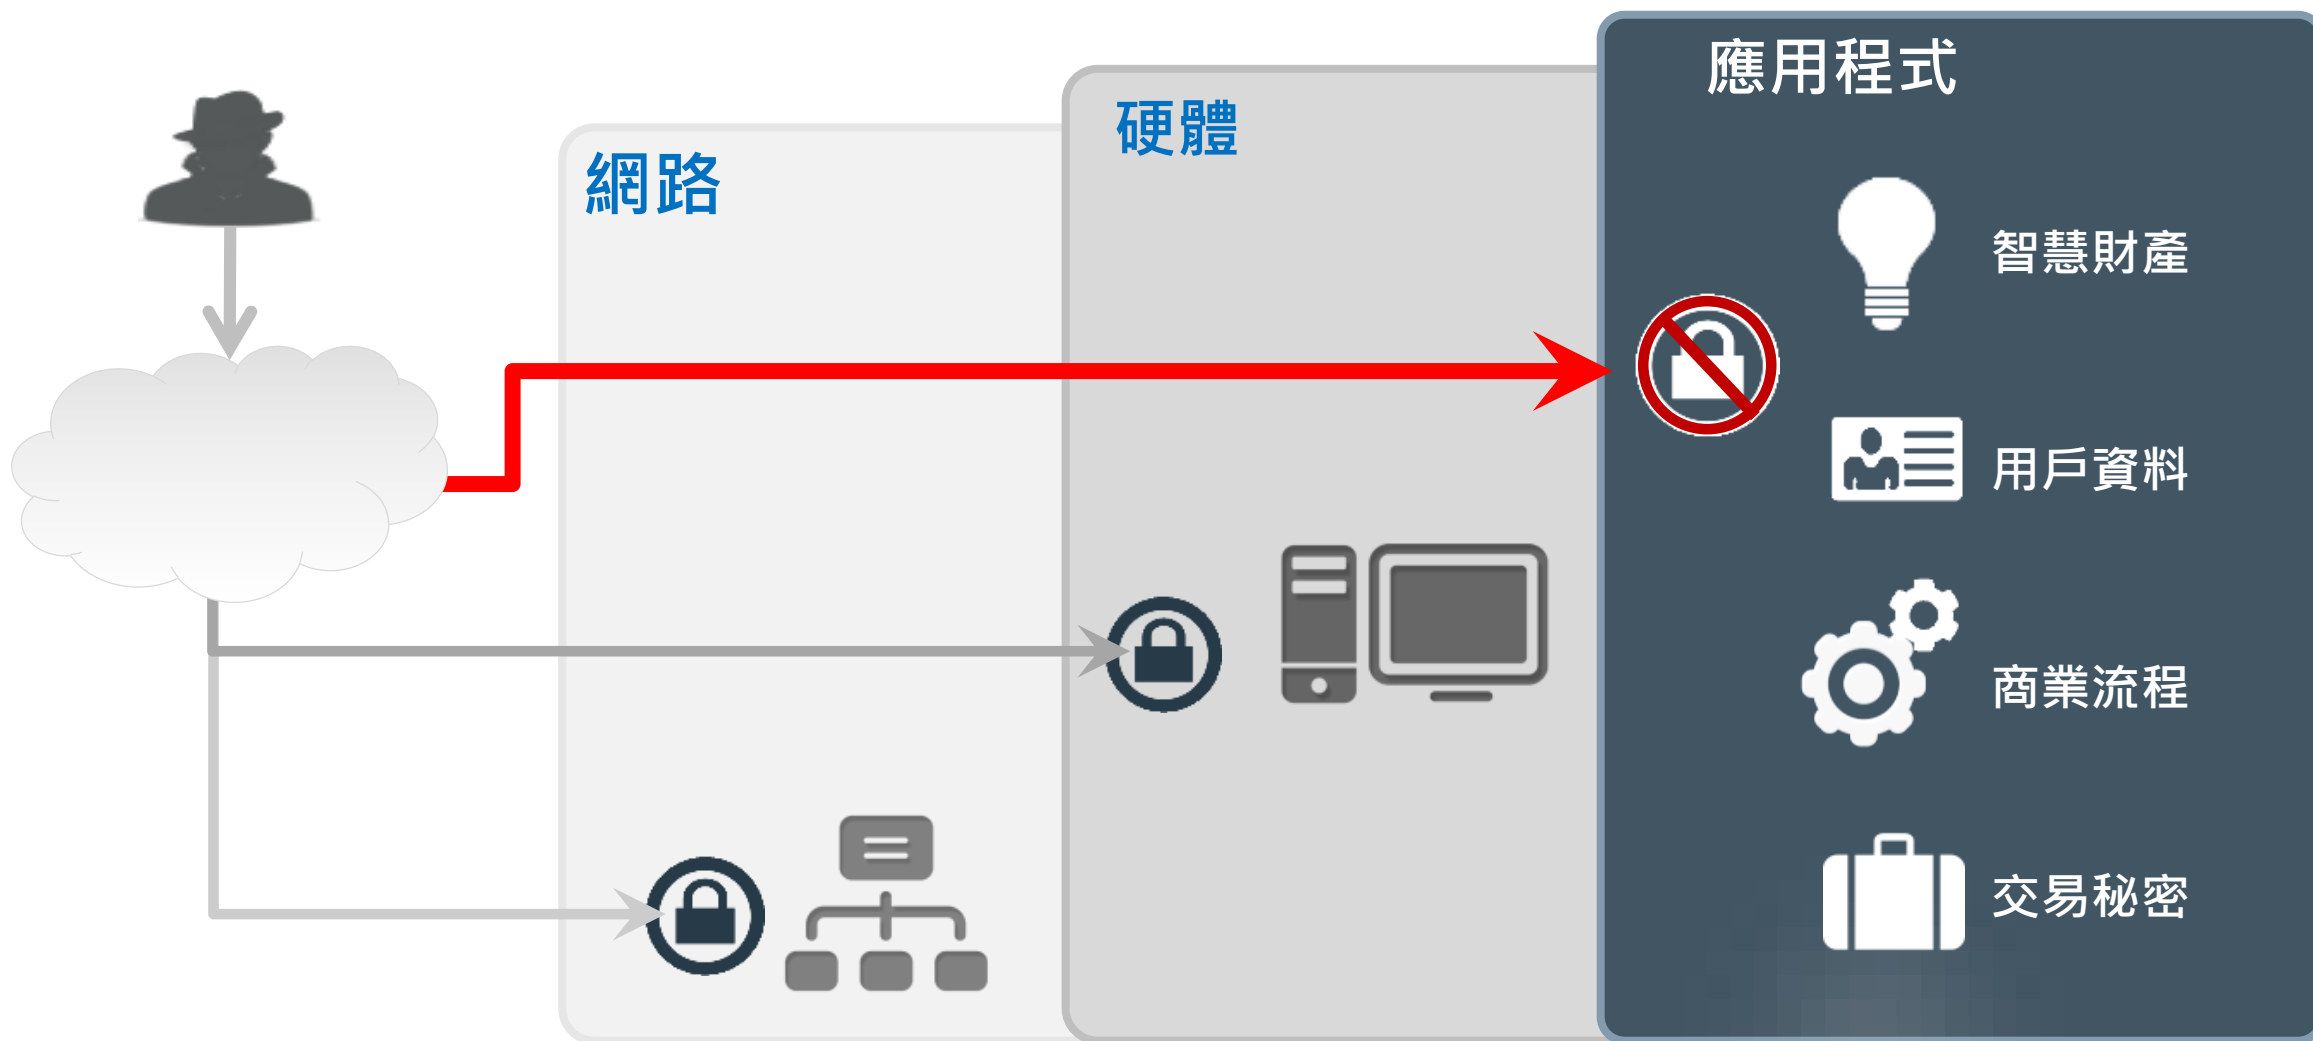 網路
硬體
應用程式
智慧財產
用戶資料
商業流程
交易秘密